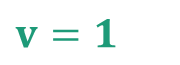 v = 1